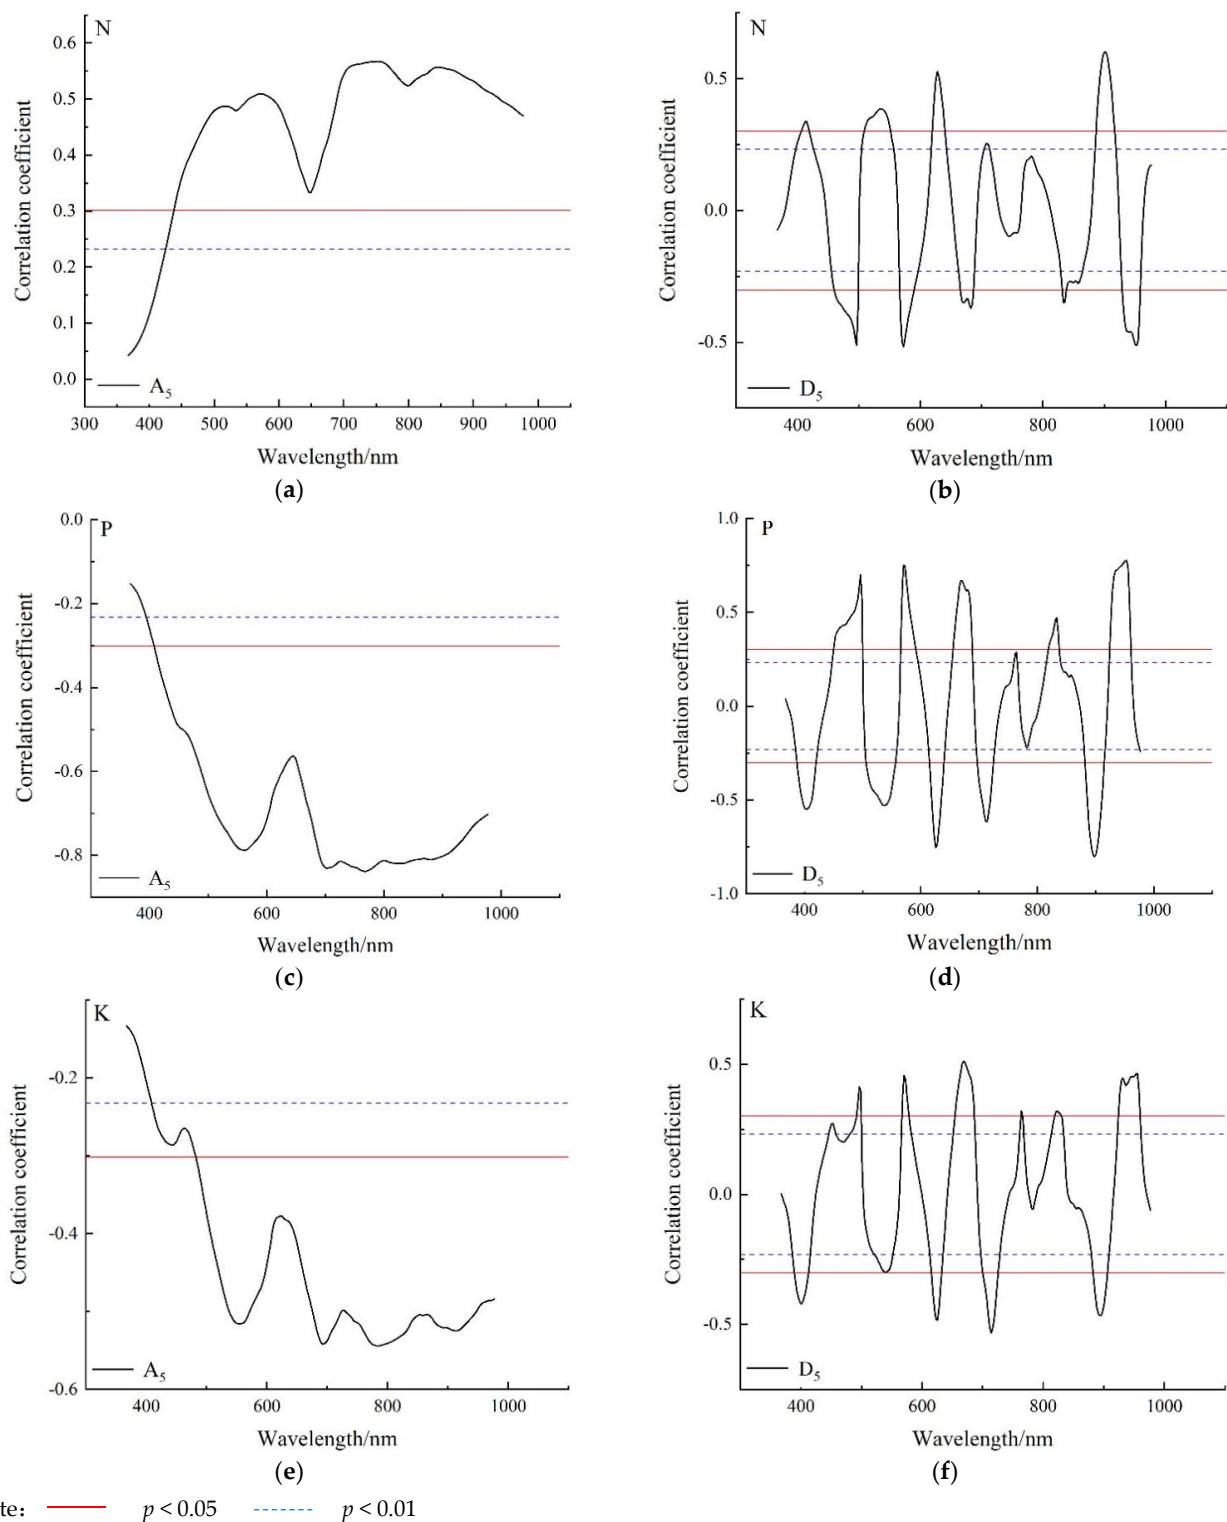 N
Correlation coefficient
0.6
0.5
0.4
0.3
0.2
0.1
0.0
A5
300 400 500 600 700 800 900 1000
Wavelength/nm
(a)
N
Correlation coefficient
0.5
0.0
-0.5
D5
400 600 800 1000
Wavelength/nm
(b)
P
Correlation coefficient
0.0
-0.2
-0.4
-0.6
-0.8
A5
400 600 800 1000
Wavelength/nm
(c)
P
Correlation coefficient
1.0
0.5
0.0
-0.5
-1.0
D5
400 600 800 1000
Wavelength/nm
(d)
K
Correlation coefficient
-0.2
-0.4
-0.6
A5
400 600 800 1000
Wavelength/nm
(e)
K
Correlation coefficient
0.5
0.0
-0.5
D5
400 600 800 1000
Wavelength/nm
(f)
te: p < 0.05 p < 0.01